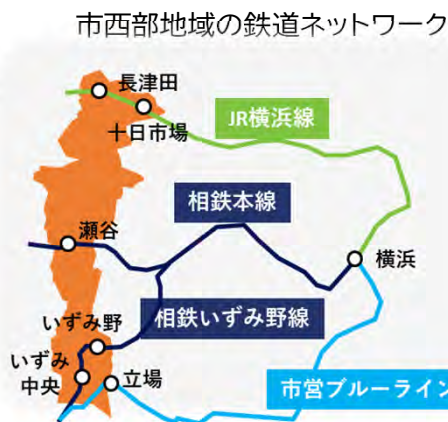 市西部地域の鉄道ネットワーク
長津田
十日市場
JR横浜線
相鉄本線
瀬谷
横浜
いずみ野
相鉄いずみ野線
いずみ
中央
立場
市営ブルーライン